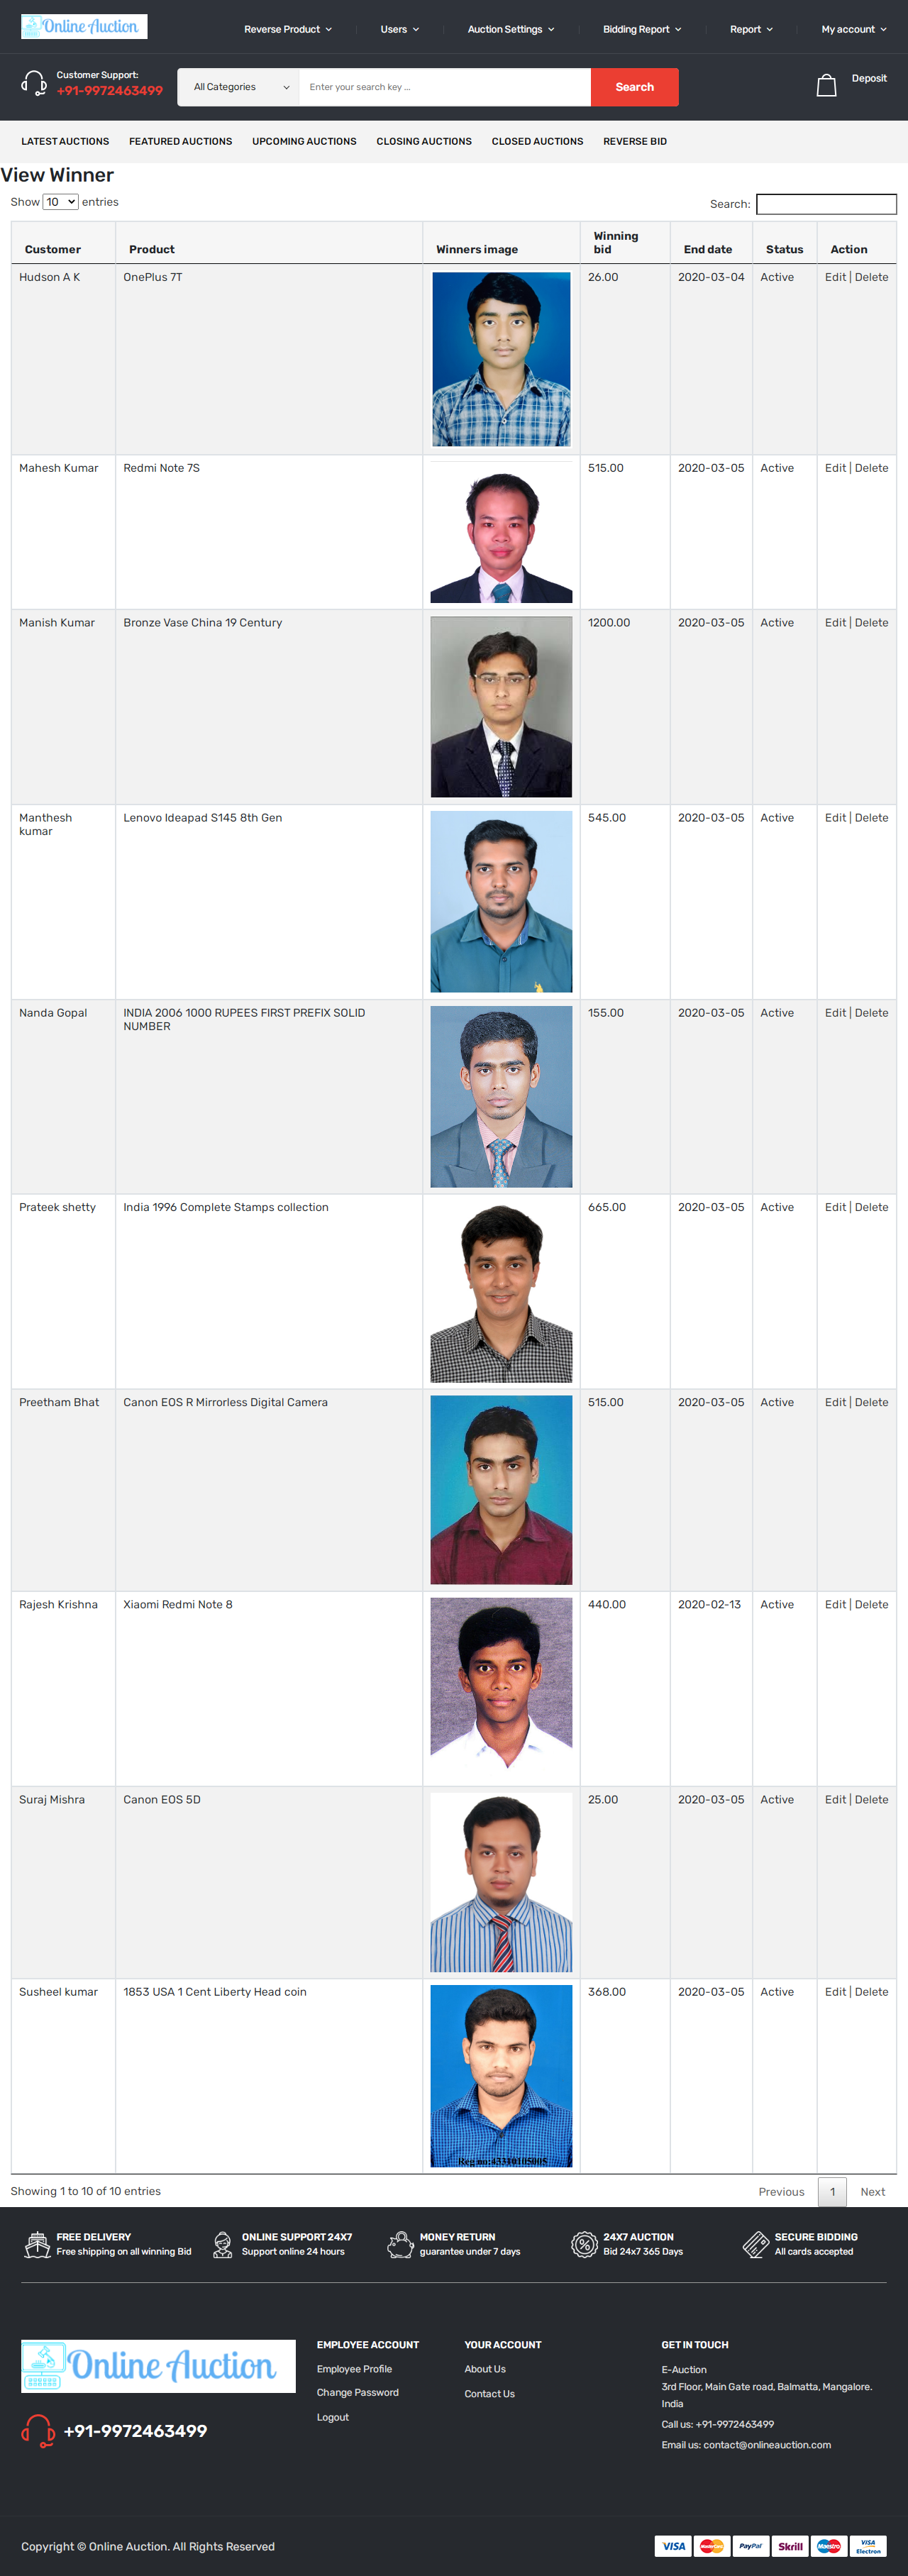 Online Auction
Reverse Product Users Auction Settings Bidding Report Report My account
Customer Support:
+91-9972463499
All Categories Enter your search key ... Search
Deposit
LATEST AUCTIONS FEATURED AUCTIONS UPCOMING AUCTIONS CLOSING AUCTIONS CLOSED AUCTIONS REVERSE BID
View Winner
Show 10 entries Search:
Customer Product Winners image Winning bid End date Status Action
Hudson A K OnePlus 7T 26.00 2020-03-04 Active Edit | Delete
Mahesh Kumar Redmi Note 7S 515.00 2020-03-05 Active Edit | Delete
Manish Kumar Bronze Vase China 19 Century 1200.00 2020-03-05 Active Edit | Delete
Manthesh kumar Lenovo Ideapad S145 8th Gen 545.00 2020-03-05 Active Edit | Delete
Nanda Gopal INDIA 2006 1000 RUPEES FIRST PREFIX SOLID NUMBER 155.00 2020-03-05 Active Edit | Delete
Prateek shetty India 1996 Complete Stamps collection 665.00 2020-03-05 Active Edit | Delete
Preetham Bhat Canon EOS R Mirrorless Digital Camera 515.00 2020-03-05 Active Edit | Delete
Rajesh Krishna Xiaomi Redmi Note 8 440.00 2020-02-13 Active Edit | Delete
Suraj Mishra Canon EOS 5D 25.00 2020-03-05 Active Edit | Delete
Susheel kumar 1853 USA 1 Cent Liberty Head coin 368.00 2020-03-05 Active Edit | Delete
Reg no:43310105005
Showing 1 to 10 of 10 entries Previous 1 Next
FREE DELIVERY
Free shipping on all winning Bid
ONLINE SUPPORT 24X7
Support online 24 hours
MONEY RETURN
guarantee under 7 days
24X7 AUCTION
Bid 24x7 365 Days
SECURE BIDDING
All cards accepted
Online Auction
+91-9972463499
EMPLOYEE ACCOUNT
Employee Profile
Change Password
Logout
YOUR ACCOUNT
About Us
Contact Us
GET IN TOUCH
E-Auction
3rd Floor, Main Gate road, Balmatta, Mangalore.
India
Call us: +91-9972463499
Email us: contact@onlineauction.com
Copyright © Online Auction. All Rights Reserved
VISA MasterCard PayPal Skrill Maestro VISA Electron